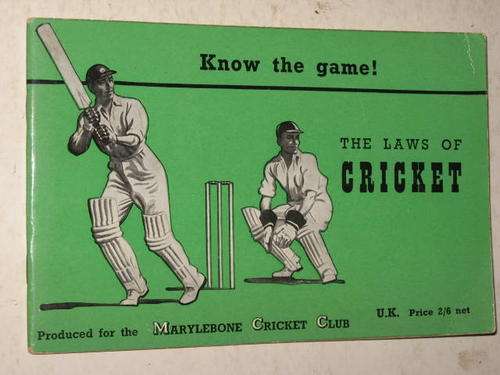 Know the game!
THE LAWS OF
CRICKET
U.K. Price 2/6 net
Produced for the MARYLEBONE CRICKET CLUB